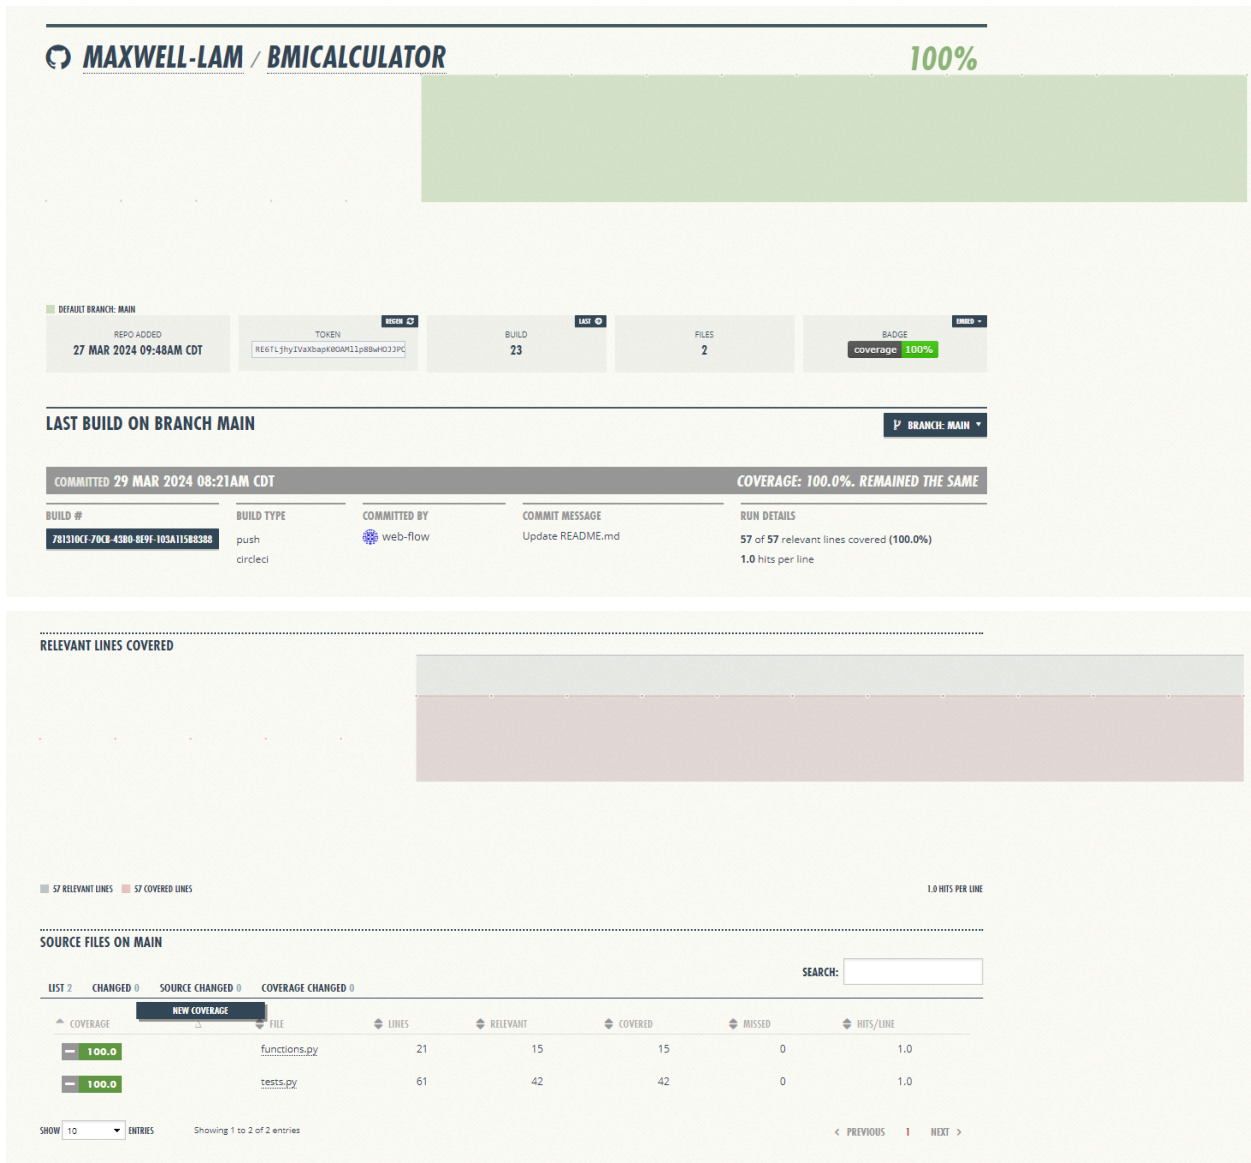 MAXWELL-LAM / BMICALCULATOR
100%
DEFAULT BRANCH: MAIN
REPO ADDED
27 MAR 2024 09:48AM CDT
REGEN
TOKEN
LAST
BUILD
23
FILES
2
EMBED
BADGE
coverage 100%
LAST BUILD ON BRANCH MAIN
BRANCH: MAIN
COMMITTED 29 MAR 2024 08:21AM CDT
COVERAGE: 100.0%. REMAINED THE SAME
BUILD # BUILD TYPE COMMITTED BY COMMIT MESSAGE RUN DETAILS
781310CF-70CB-43B0-8E9F-103A115B8388 push web-flow Update README.md 57 of 57 relevant lines covered (100.0%)
circleci 1.0 hits per line
RELEVANT LINES COVERED
57 RELEVANT LINES 57 COVERED LINES 1.0 HITS PER LINE
SOURCE FILES ON MAIN
SEARCH:
LIST 2 CHANGED 0 SOURCE CHANGED 0 COVERAGE CHANGED 0
NEW COVERAGE
COVERAGE Δ FILE LINES RELEVANT COVERED MISSED HITS/LINE
100.0 functions.py 21 15 15 0 1.0
100.0 tests.py 61 42 42 0 1.0
SHOW 10 ENTRIES Showing 1 to 2 of 2 entries < PREVIOUS 1 NEXT >